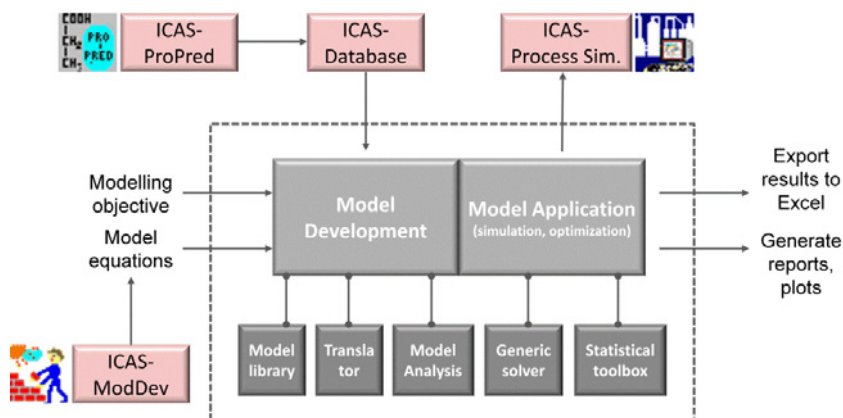 COOH
CH2
CH3
PRO
PRED
ICAS-
ProPred
ICAS-
Database
ICAS-
Process Sim.
Modelling
objective
Model
equations
Model
Development
Model Application
(simulation, optimization)
Export
results to
Excel
Generate
reports,
plots
Model
library
Transla
tor
Model
Analysis
Generic
solver
Statistical
toolbox
ICAS-
ModDev